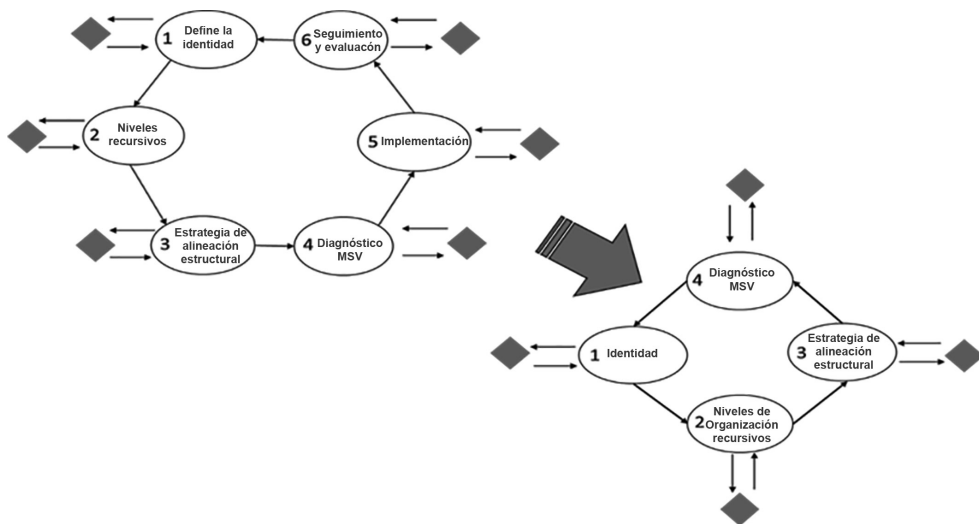 1 Define la
identidad
6 Seguimiento
y evaluacón
2 Niveles
recursivos
5 Implementación
3 Estrategia de
alineación
estructural
4 Diagnóstico
MSV
4 Diagnóstico
MSV
1 Identidad
3 Estrategia de
alineación
estructural
2 Niveles de
Organización
recursivos